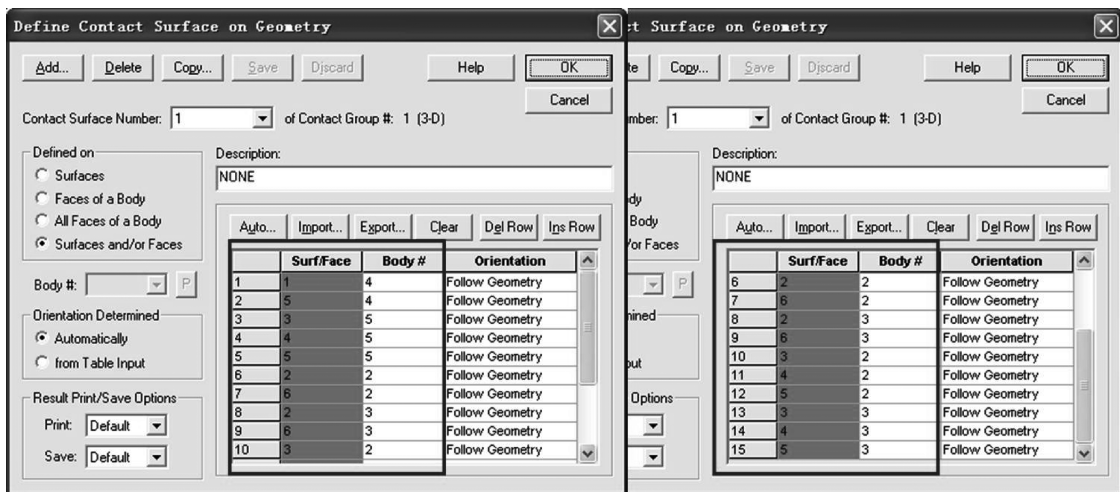 Define Contact Surface on Geometry
Add... Delete Copy... Save Discard Help OK
Cancel
Contact Surface Number: 1 of Contact Group #: 1 (3-D)
Defined on
Surfaces
Faces of a Body
All Faces of a Body
Surfaces and/or Faces
Body #: P
Orientation Determined
Automatically
from Table Input
Result Print/Save Options
Print: Default
Save: Default
Description:
NONE
Auto... Import... Export... Clear Del Row Ins Row
Surf/Face Body # Orientation
1 1 4 Follow Geometry
2 5 4 Follow Geometry
3 3 5 Follow Geometry
4 4 5 Follow Geometry
5 5 5 Follow Geometry
6 2 2 Follow Geometry
7 6 2 Follow Geometry
8 2 3 Follow Geometry
9 6 3 Follow Geometry
10 3 2 Follow Geometry
ct Surface on Geometry
te Copy... Save Discard Help OK
Cancel
mber: 1 of Contact Group #: 1 (3-D)
dy
Body
/or Faces
P
mined
out
Options
Description:
NONE
Auto... Import... Export... Clear Del Row Ins Row
Surf/Face Body # Orientation
6 2 2 Follow Geometry
7 6 2 Follow Geometry
8 2 3 Follow Geometry
9 6 3 Follow Geometry
10 3 2 Follow Geometry
11 4 2 Follow Geometry
12 5 2 Follow Geometry
13 3 3 Follow Geometry
14 4 3 Follow Geometry
15 5 3 Follow Geometry